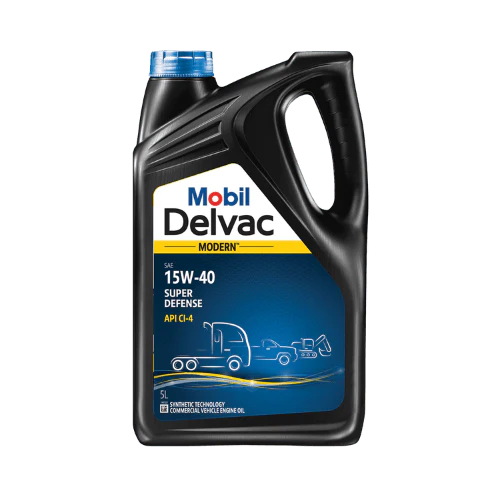 Mobil
Delvac
MODERN™
SAE
15W-40
SUPER
DEFENSE
API CI-4
5L
SYNTHETIC TECHNOLOGY
COMMERCIAL VEHICLE ENGINE OIL